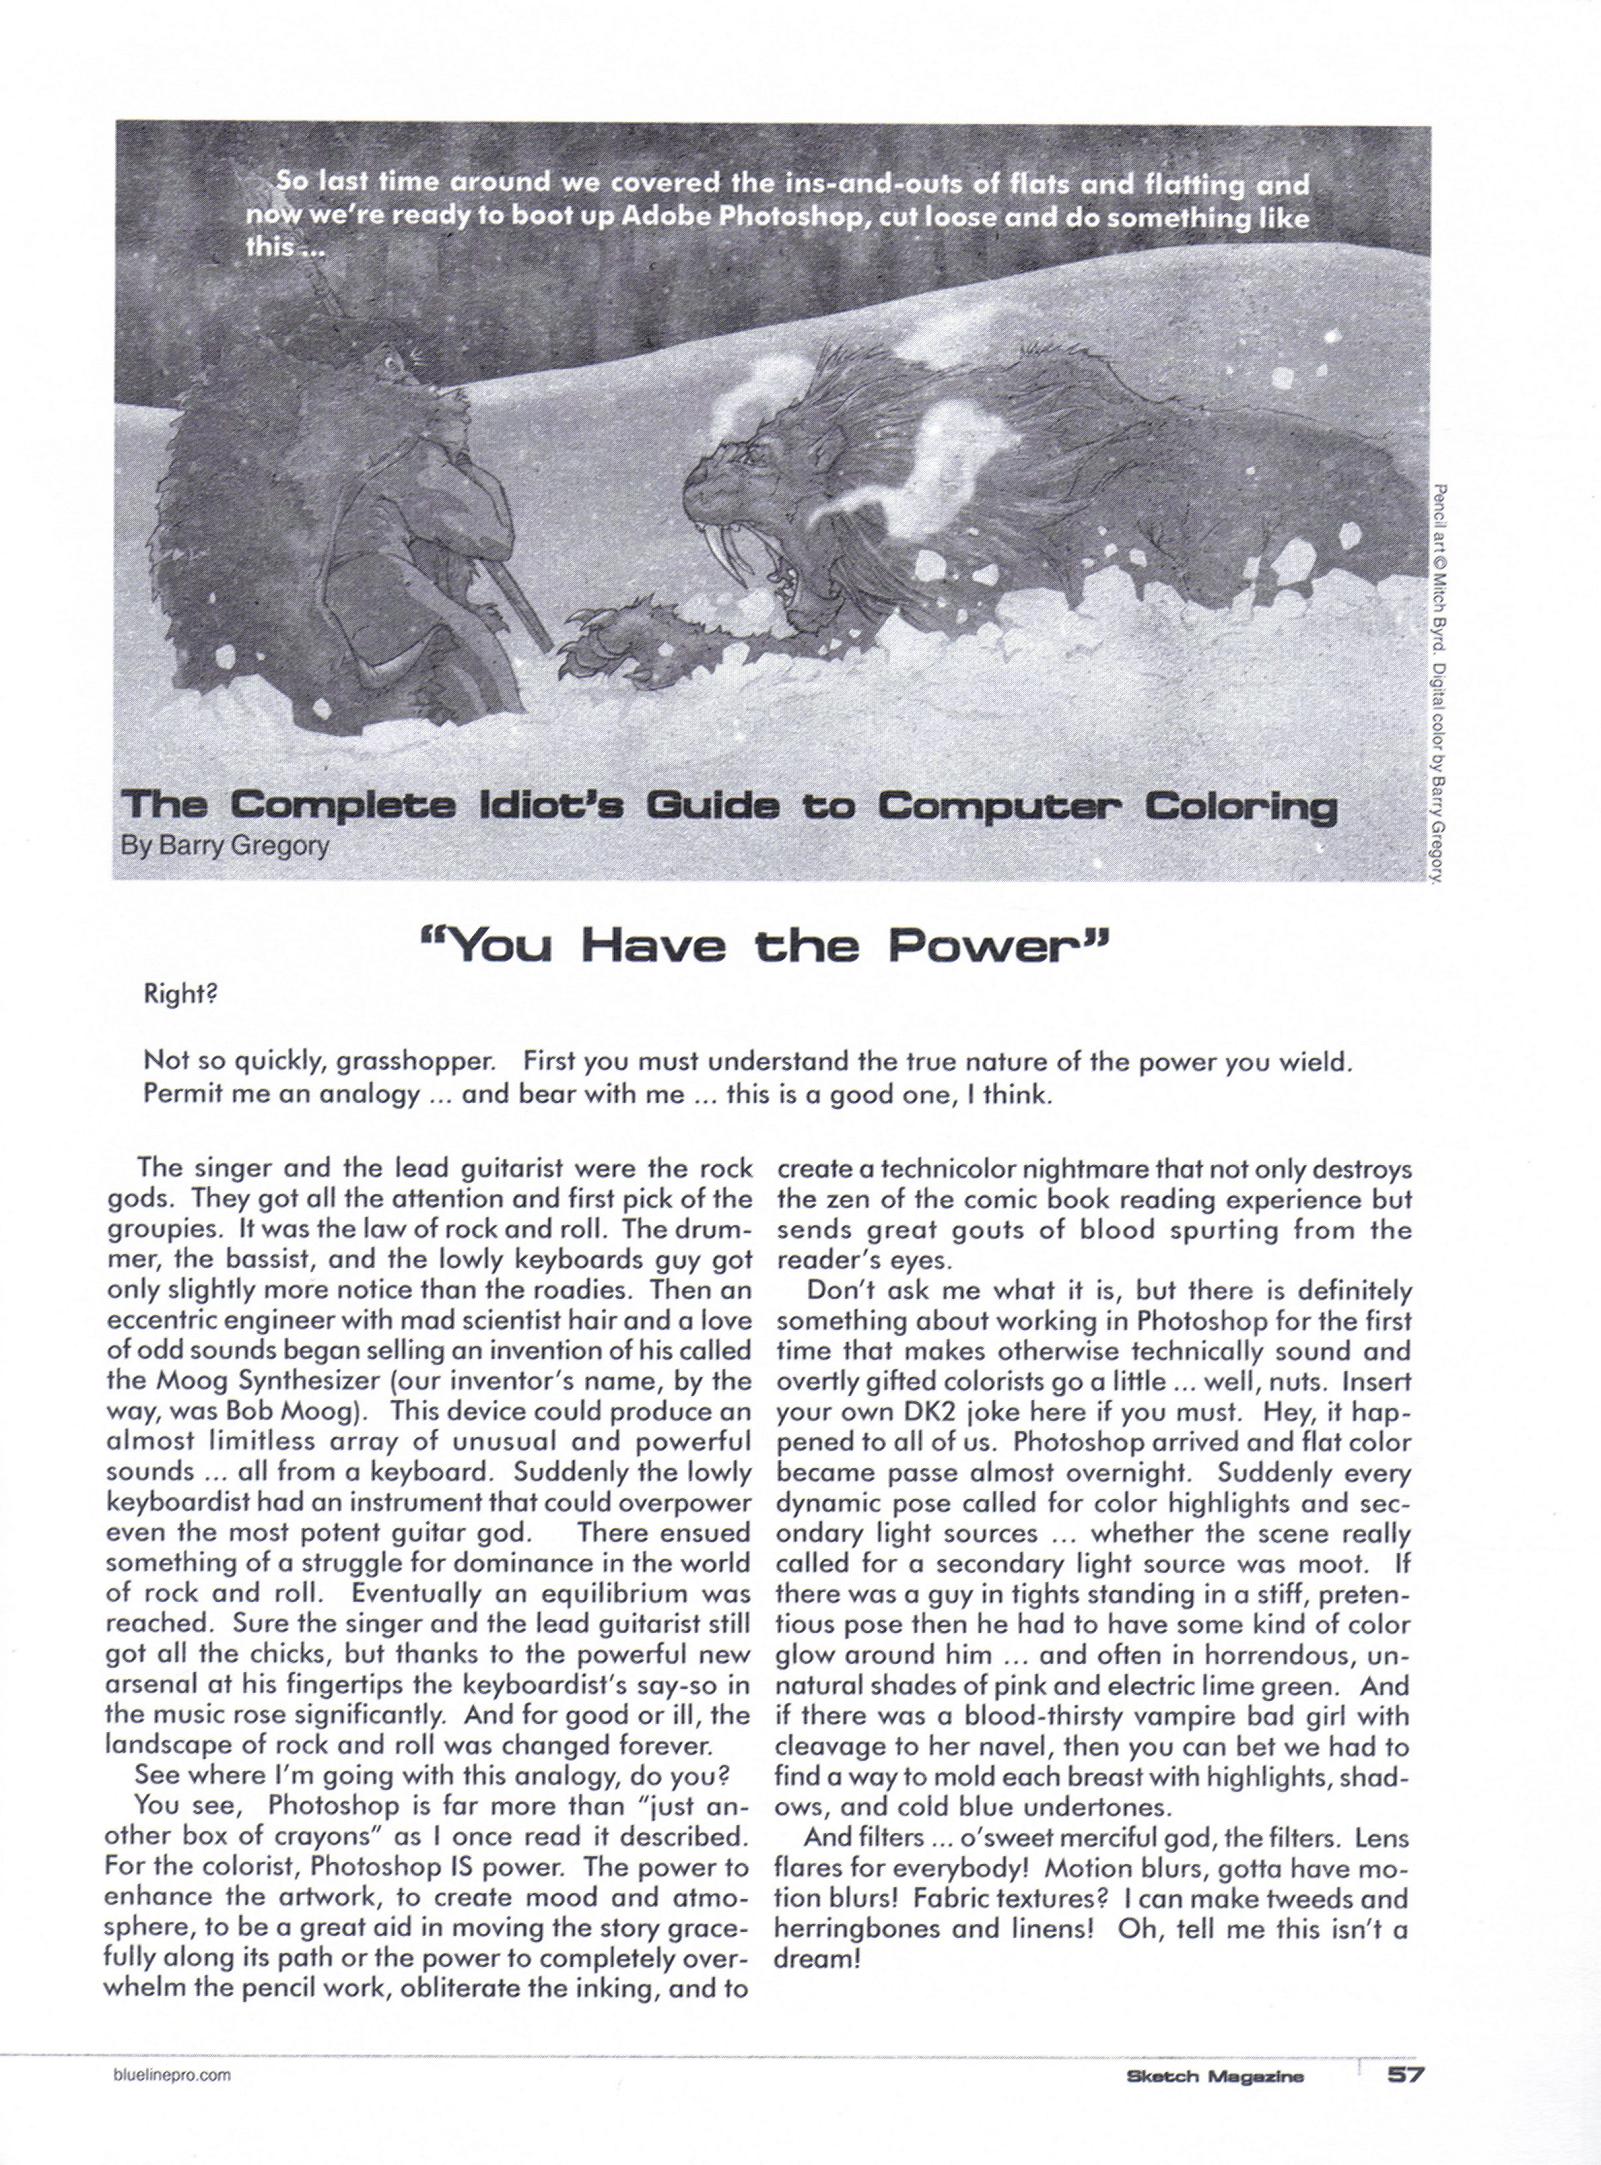 So last time around we covered the ins-and-outs of flats and flatting and
now we're ready to boot up Adobe Photoshop, cut loose and do something like
this ...
Pencil art © Mitch Byrd. Digital color by Barry Gregory.
The Complete Idiot's Guide to Computer Coloring
By Barry Gregory
“You Have the Power”
Right?
Not so quickly, grasshopper. First you must understand the true nature of the power you wield.
Permit me an analogy ... and bear with me ... this is a good one, I think.
The singer and the lead guitarist were the rock
gods. They got all the attention and first pick of the
groupies. It was the law of rock and roll. The drum-
mer, the bassist, and the lowly keyboards guy got
only slightly more notice than the roadies. Then an
eccentric engineer with mad scientist hair and a love
of odd sounds began selling an invention of his called
the Moog Synthesizer (our inventor's name, by the
way, was Bob Moog). This device could produce an
almost limitless array of unusual and powerful
sounds ... all from a keyboard. Suddenly the lowly
keyboardist had an instrument that could overpower
even the most potent guitar god. There ensued
something of a struggle for dominance in the world
of rock and roll. Eventually an equilibrium was
reached. Sure the singer and the lead guitarist still
got all the chicks, but thanks to the powerful new
arsenal at his fingertips the keyboardist's say-so in
the music rose significantly. And for good or ill, the
landscape of rock and roll was changed forever.
See where I'm going with this analogy, do you?
You see, Photoshop is far more than "just an-
other box of crayons" as I once read it described.
For the colorist, Photoshop IS power. The power to
enhance the artwork, to create mood and atmo-
sphere, to be a great aid in moving the story grace-
fully along its path or the power to completely over-
whelm the pencil work, obliterate the inking, and to
create a technicolor nightmare that not only destroys
the zen of the comic book reading experience but
sends great gouts of blood spurting from the
reader's eyes.
Don't ask me what it is, but there is definitely
something about working in Photoshop for the first
time that makes otherwise technically sound and
overtly gifted colorists go a little ... well, nuts. Insert
your own DK2 joke here if you must. Hey, it hap-
pened to all of us. Photoshop arrived and flat color
became passe almost overnight. Suddenly every
dynamic pose called for color highlights and sec-
ondary light sources ... whether the scene really
called for a secondary light source was moot. If
there was a guy in tights standing in a stiff, preten-
tious pose then he had to have some kind of color
glow around him ... and often in horrendous, un-
natural shades of pink and electric lime green. And
if there was a blood-thirsty vampire bad girl with
cleavage to her navel, then you can bet we had to
find a way to mold each breast with highlights, shad-
ows, and cold blue undertones.
And filters ... o'sweet merciful god, the filters. Lens
flares for everybody! Motion blurs, gotta have mo-
tion blurs! Fabric textures? I can make tweeds and
herringbones and linens! Oh, tell me this isn't a
dream!
bluelinepro.com
Sketch Magazine 57